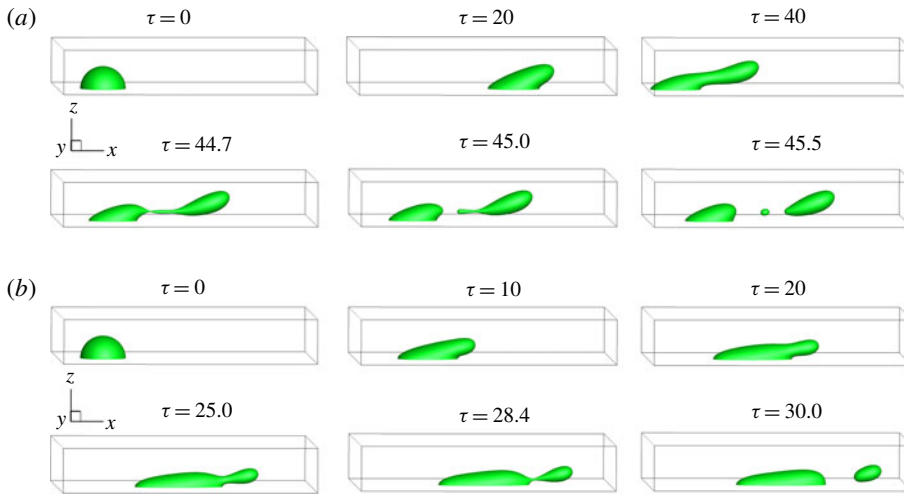 (a)
τ = 0
τ = 20
τ = 40
z
y
x
τ = 44.7
τ = 45.0
τ = 45.5
(b)
τ = 0
τ = 10
τ = 20
z
y
x
τ = 25.0
τ = 28.4
τ = 30.0